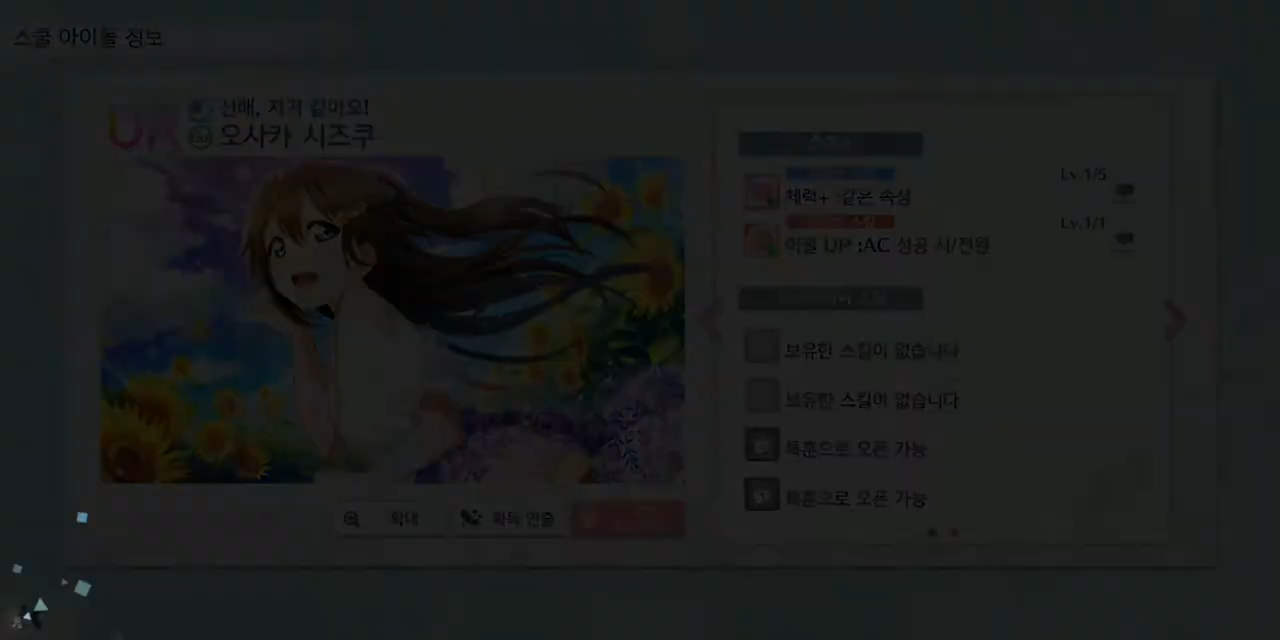 스쿨 아이돌 정보
UR
선배, 저거 같아요!
오사카 시즈쿠
Lv.1/5
체력+ :같은 속성
Lv.1/1
어필 UP :AC 성공 시/전원
보유한 스킬이 없습니다
보유한 스킬이 없습니다
특훈으로 오픈 가능
특훈으로 오픈 가능
확대
획득 연출